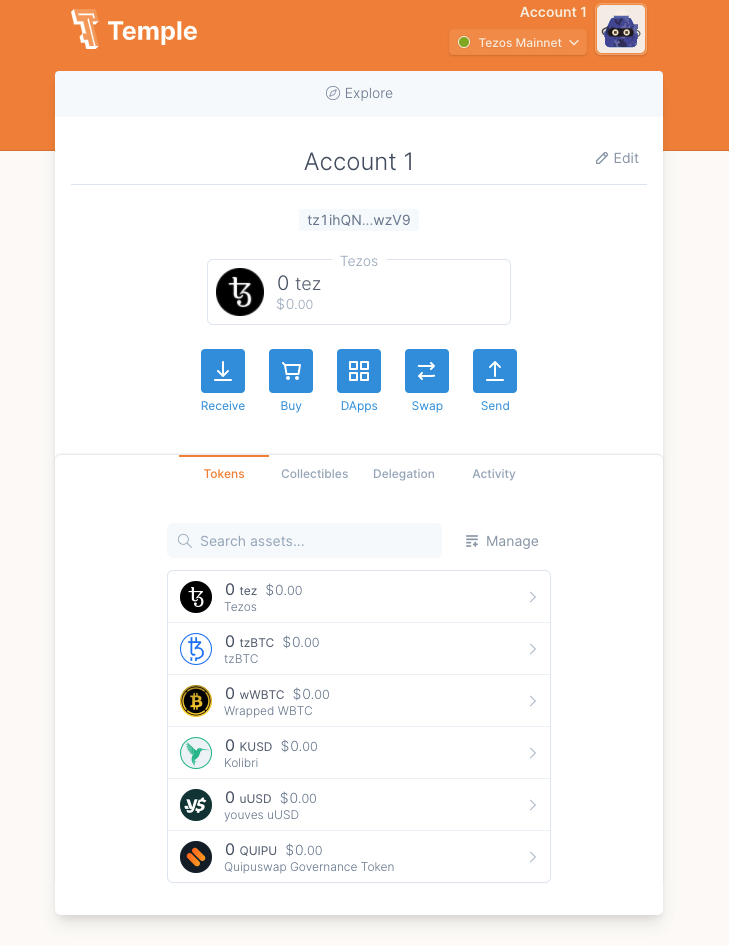 Temple
Account 1
Tezos Mainnet
Explore
Account 1
Edit
tz1ihQN...wzV9
Tezos
0 tez
$0.00
Receive
Buy
DApps
Swap
Send
Tokens
Collectibles
Delegation
Activity
Search assets...
Manage
0 tez $0.00
Tezos
0 tzBTC $0.00
tzBTC
0 wWBTC $0.00
Wrapped WBTC
0 KUSD $0.00
Kolibri
0 uUSD $0.00
youves uUSD
0 QUIPU $0.00
Quipuswap Governance Token